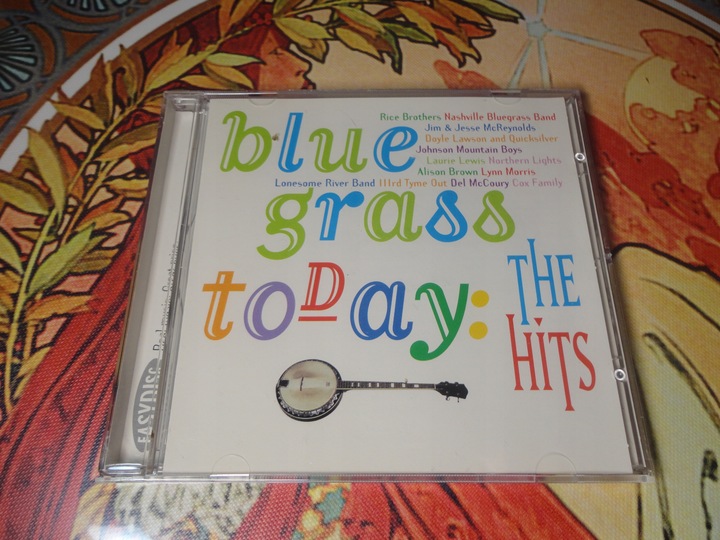 blue
Rice Brothers Nashville Bluegrass Band
Jim & Jesse McReynolds
Doyle Lawson and Quicksilver
Johnson Mountain Boys
Laurie Lewis Northern Lights
Alison Brown Lynn Morris
Lonesome River Band IIIrd Tyme Out Del McCoury Cox Family
grass
toDay:
THE
HiTS
EASYDISC